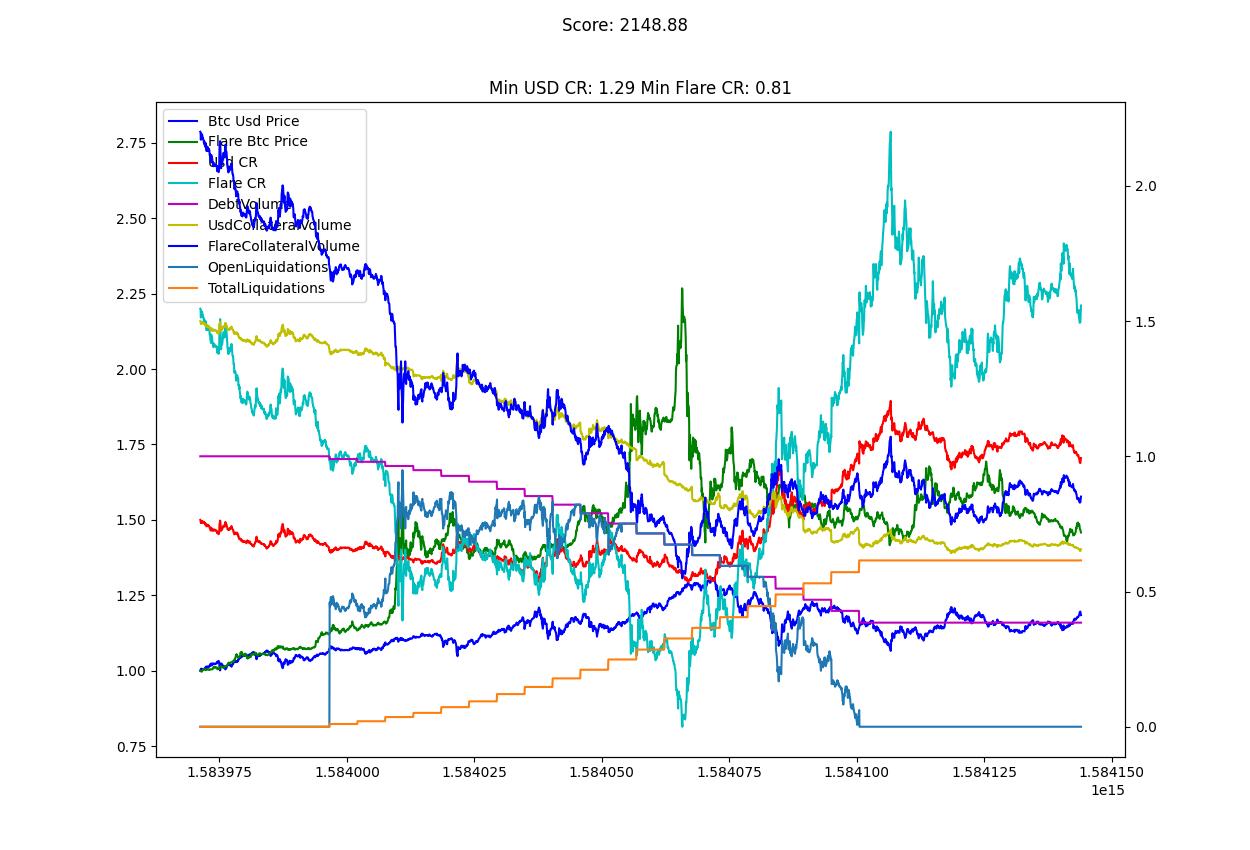 Score: 2148.88
Min USD CR: 1.29 Min Flare CR: 0.81
Btc Usd Price
Flare Btc Price
Usd CR
Flare CR
DebtVolume
UsdCollateralVolume
FlareCollateralVolume
OpenLiquidations
TotalLiquidations
2.75
2.50
2.25
2.00
1.75
1.50
1.25
1.00
0.75
2.0
1.5
1.0
0.5
0.0
1.583975
1.584000
1.584025
1.584050
1.584075
1.584100
1.584125
1.584150
1e15